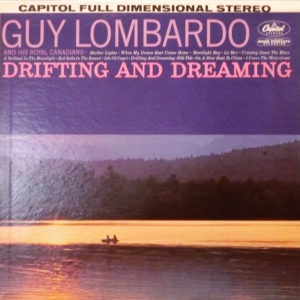 CAPITOL FULL DIMENSIONAL STEREO
GUY LOMBARDO
Capitol
AND HIS ROYAL CANADIANS • Harbor Lights • When My Dream Boat Comes Home • Moonlight Bay • La Mer • Cruising Down The River
A Sailboat In The Moonlight • Red Sails In The Sunset • Isle Of Capri • Drifting And Dreaming • Ebb Tide • On A Slow Boat To China • I Cover The Waterfront
DRIFTING AND DREAMING